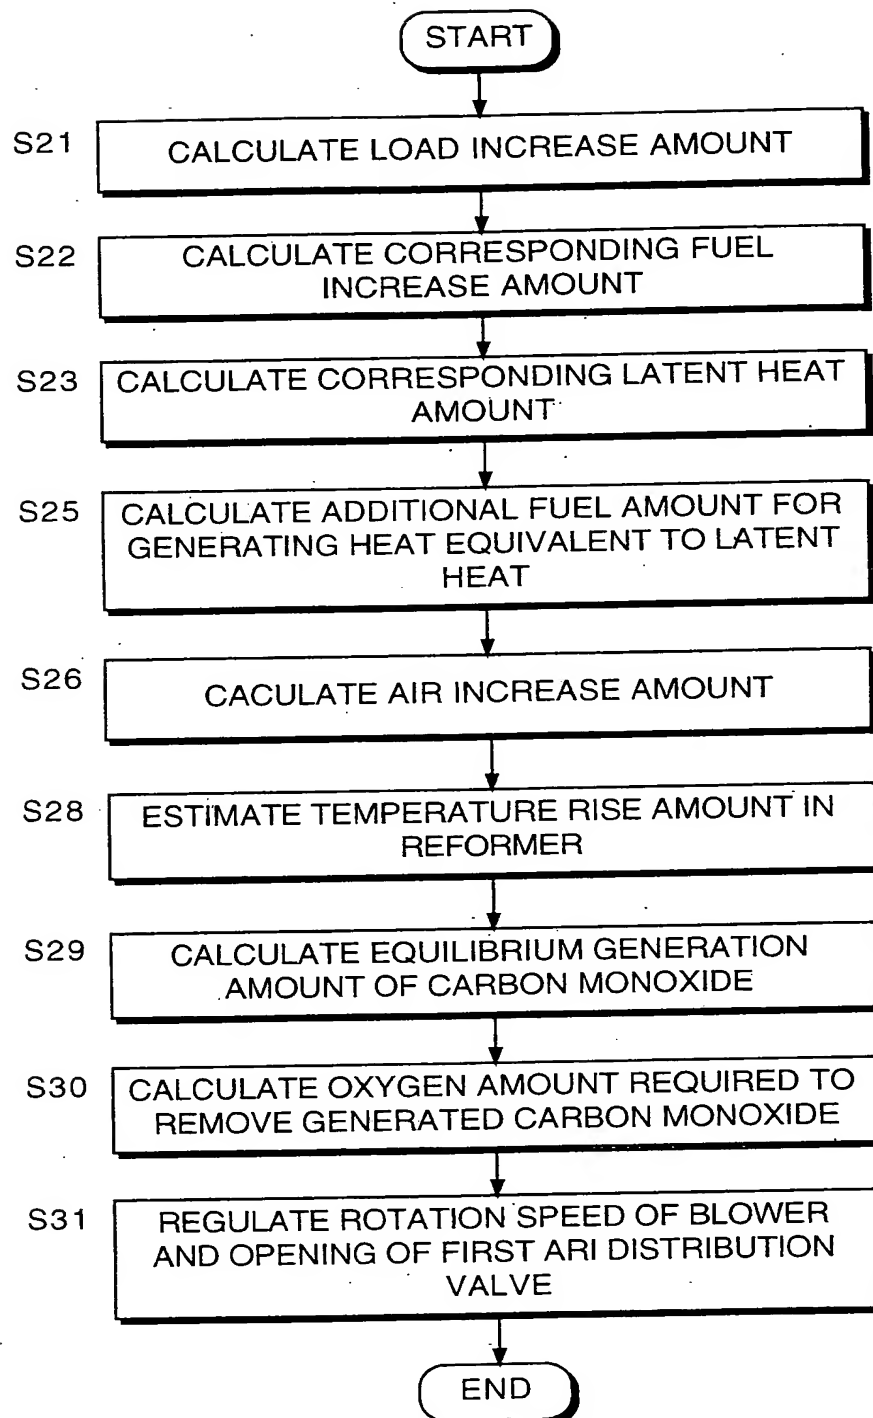 START
S21
CALCULATE LOAD INCREASE AMOUNT
S22
CALCULATE CORRESPONDING FUEL
INCREASE AMOUNT
S23
CALCULATE CORRESPONDING LATENT HEAT
AMOUNT
S25
CALCULATE ADDITIONAL FUEL AMOUNT FOR
GENERATING HEAT EQUIVALENT TO LATENT
HEAT
S26
CACULATE AIR INCREASE AMOUNT
S28
ESTIMATE TEMPERATURE RISE AMOUNT IN
REFORMER
S29
CALCULATE EQUILIBRIUM GENERATION
AMOUNT OF CARBON MONOXIDE
S30
CALCULATE OXYGEN AMOUNT REQUIRED TO
REMOVE GENERATED CARBON MONOXIDE
S31
REGULATE ROTATION SPEED OF BLOWER
AND OPENING OF FIRST ARI DISTRIBUTION
VALVE
END